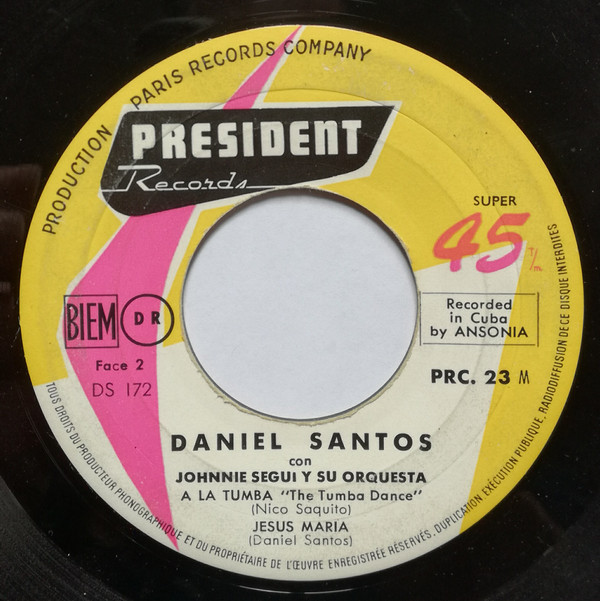 PRODUCTION PARIS RECORDS COMPANY
PRESIDENT
Records
SUPER
45 T/m
BIEM
DR
Recorded
in Cuba
by ANSONIA
Face 2
DS 172
PRC. 23 M
DANIEL SANTOS
con
JOHNNIE SEGUI Y SU ORQUESTA
A LA TUMBA "The Tumba Dance"
(Nico Saquito)
JESUS MARIA
(Daniel Santos)
TOUS DROITS DU PRODUCTEUR PHONOGRAPHIQUE ET DU PROPRIÉTAIRE DE L'ŒUVRE ENREGISTRÉE RÉSERVÉS. DUPLICATION EXÉCUTION PUBLIQUE, RADIODIFFUSION DE CE DISQUE INTERDITES